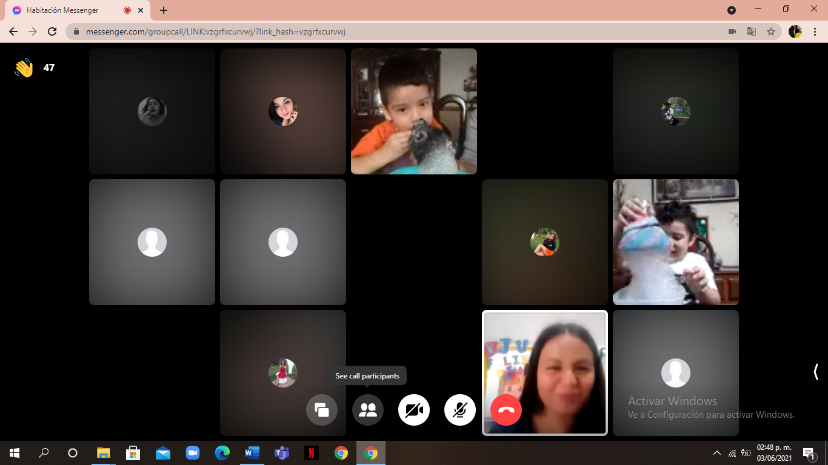 Habitación Messenger
messenger.com/groupcall/LINK:vzgrfxcurvwj/?link_hash=vzgrfxcurvwj
47
See call participants
Activar Windows
Ve a Configuración para activar Windows.
02:48 p. m.
03/06/2021